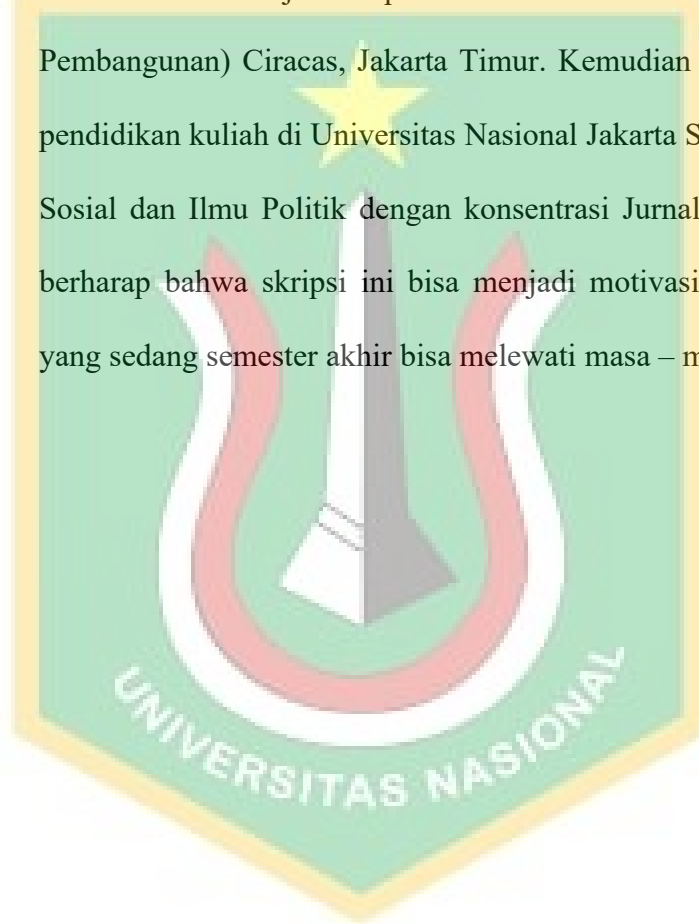 Pembangunan) Ciracas, Jakarta Timur. Kemudian
pendidikan kuliah di Universitas Nasional Jakarta S
Sosial dan Ilmu Politik dengan konsentrasi Jurnal
berharap bahwa skripsi ini bisa menjadi motivasi
yang sedang semester akhir bisa melewati masa – m
UNIVERSITAS NASIONAL